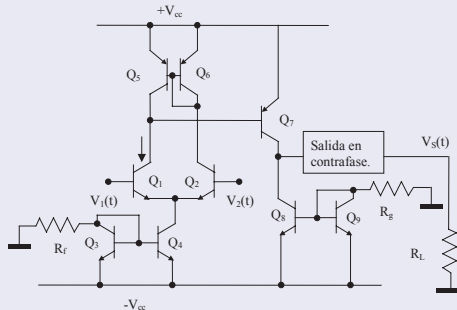 +Vcc
Q5
Q6
Q7
Salida en
contrafase.
VS(t)
Q1
Q2
V1(t)
V2(t)
Q8
Q9
Rg
Rf
Q3
Q4
RL
-Vcc